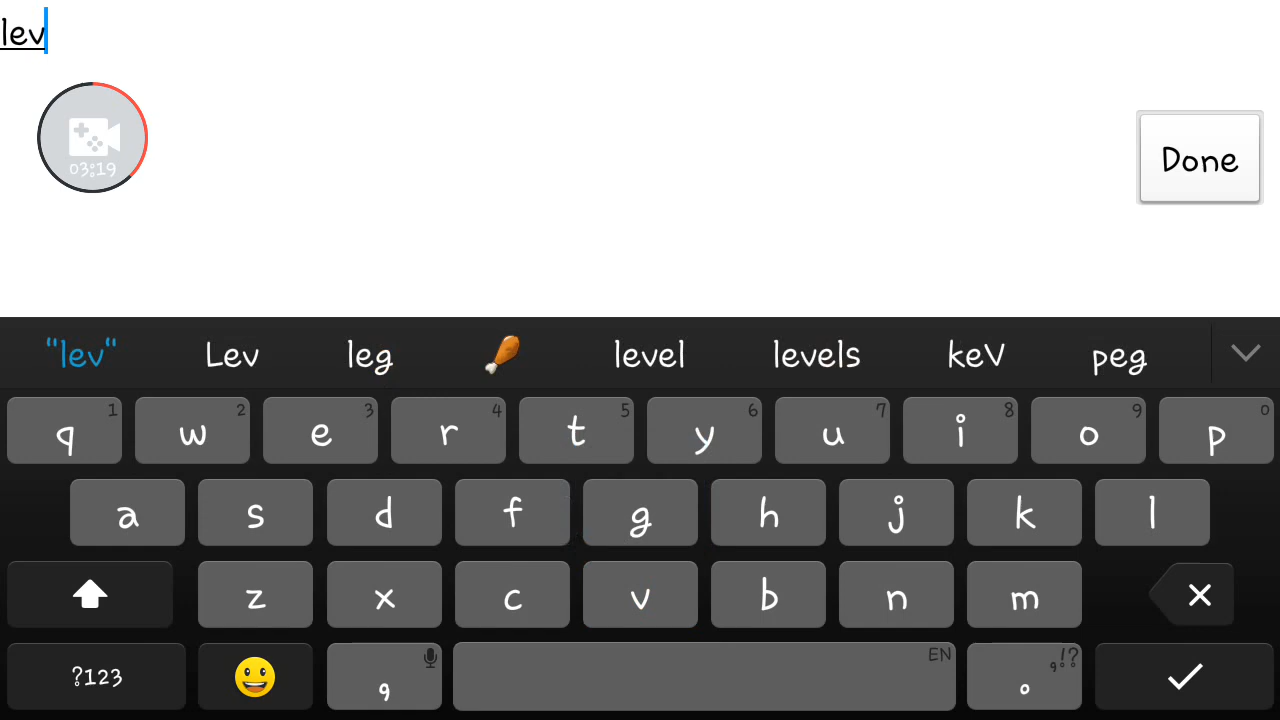 lev
03:19
Done
"lev" Lev leg level levels keV peg
1 2 3 4 5 6 7 8 9 0
q w e r t y u i o p
a s d f g h j k l
z x c v b n m
EN ,!?
?123 , .